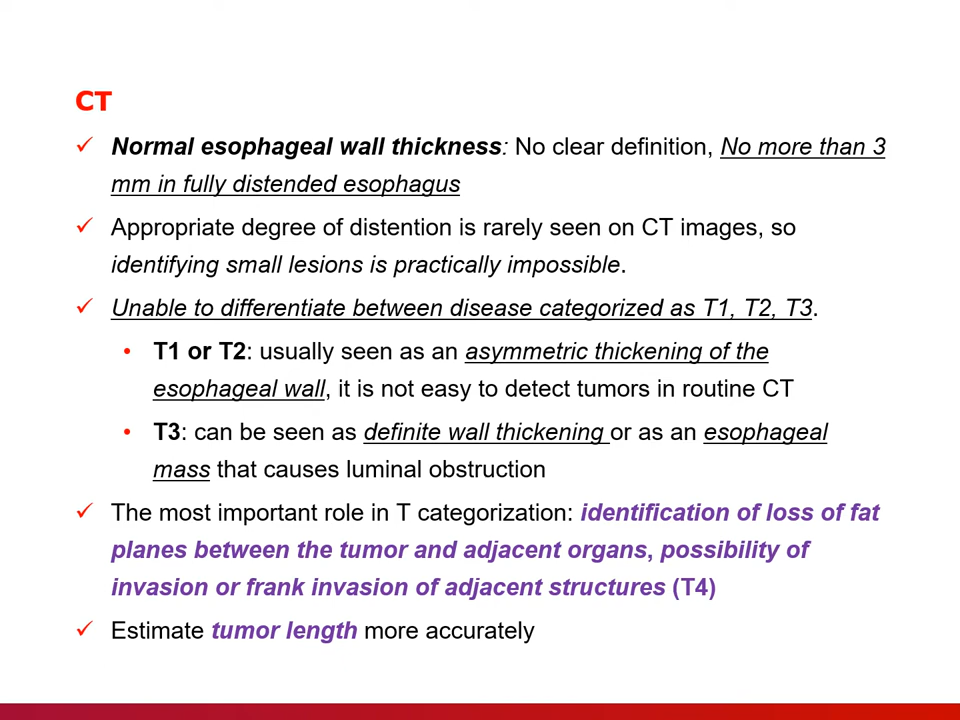 CT
✓ Normal esophageal wall thickness: No clear definition, No more than 3
mm in fully distended esophagus
✓ Appropriate degree of distention is rarely seen on CT images, so
identifying small lesions is practically impossible.
✓ Unable to differentiate between disease categorized as T1, T2, T3.
• T1 or T2: usually seen as an asymmetric thickening of the
esophageal wall, it is not easy to detect tumors in routine CT
• T3: can be seen as definite wall thickening or as an esophageal
mass that causes luminal obstruction
✓ The most important role in T categorization: identification of loss of fat
planes between the tumor and adjacent organs, possibility of
invasion or frank invasion of adjacent structures (T4)
✓ Estimate tumor length more accurately